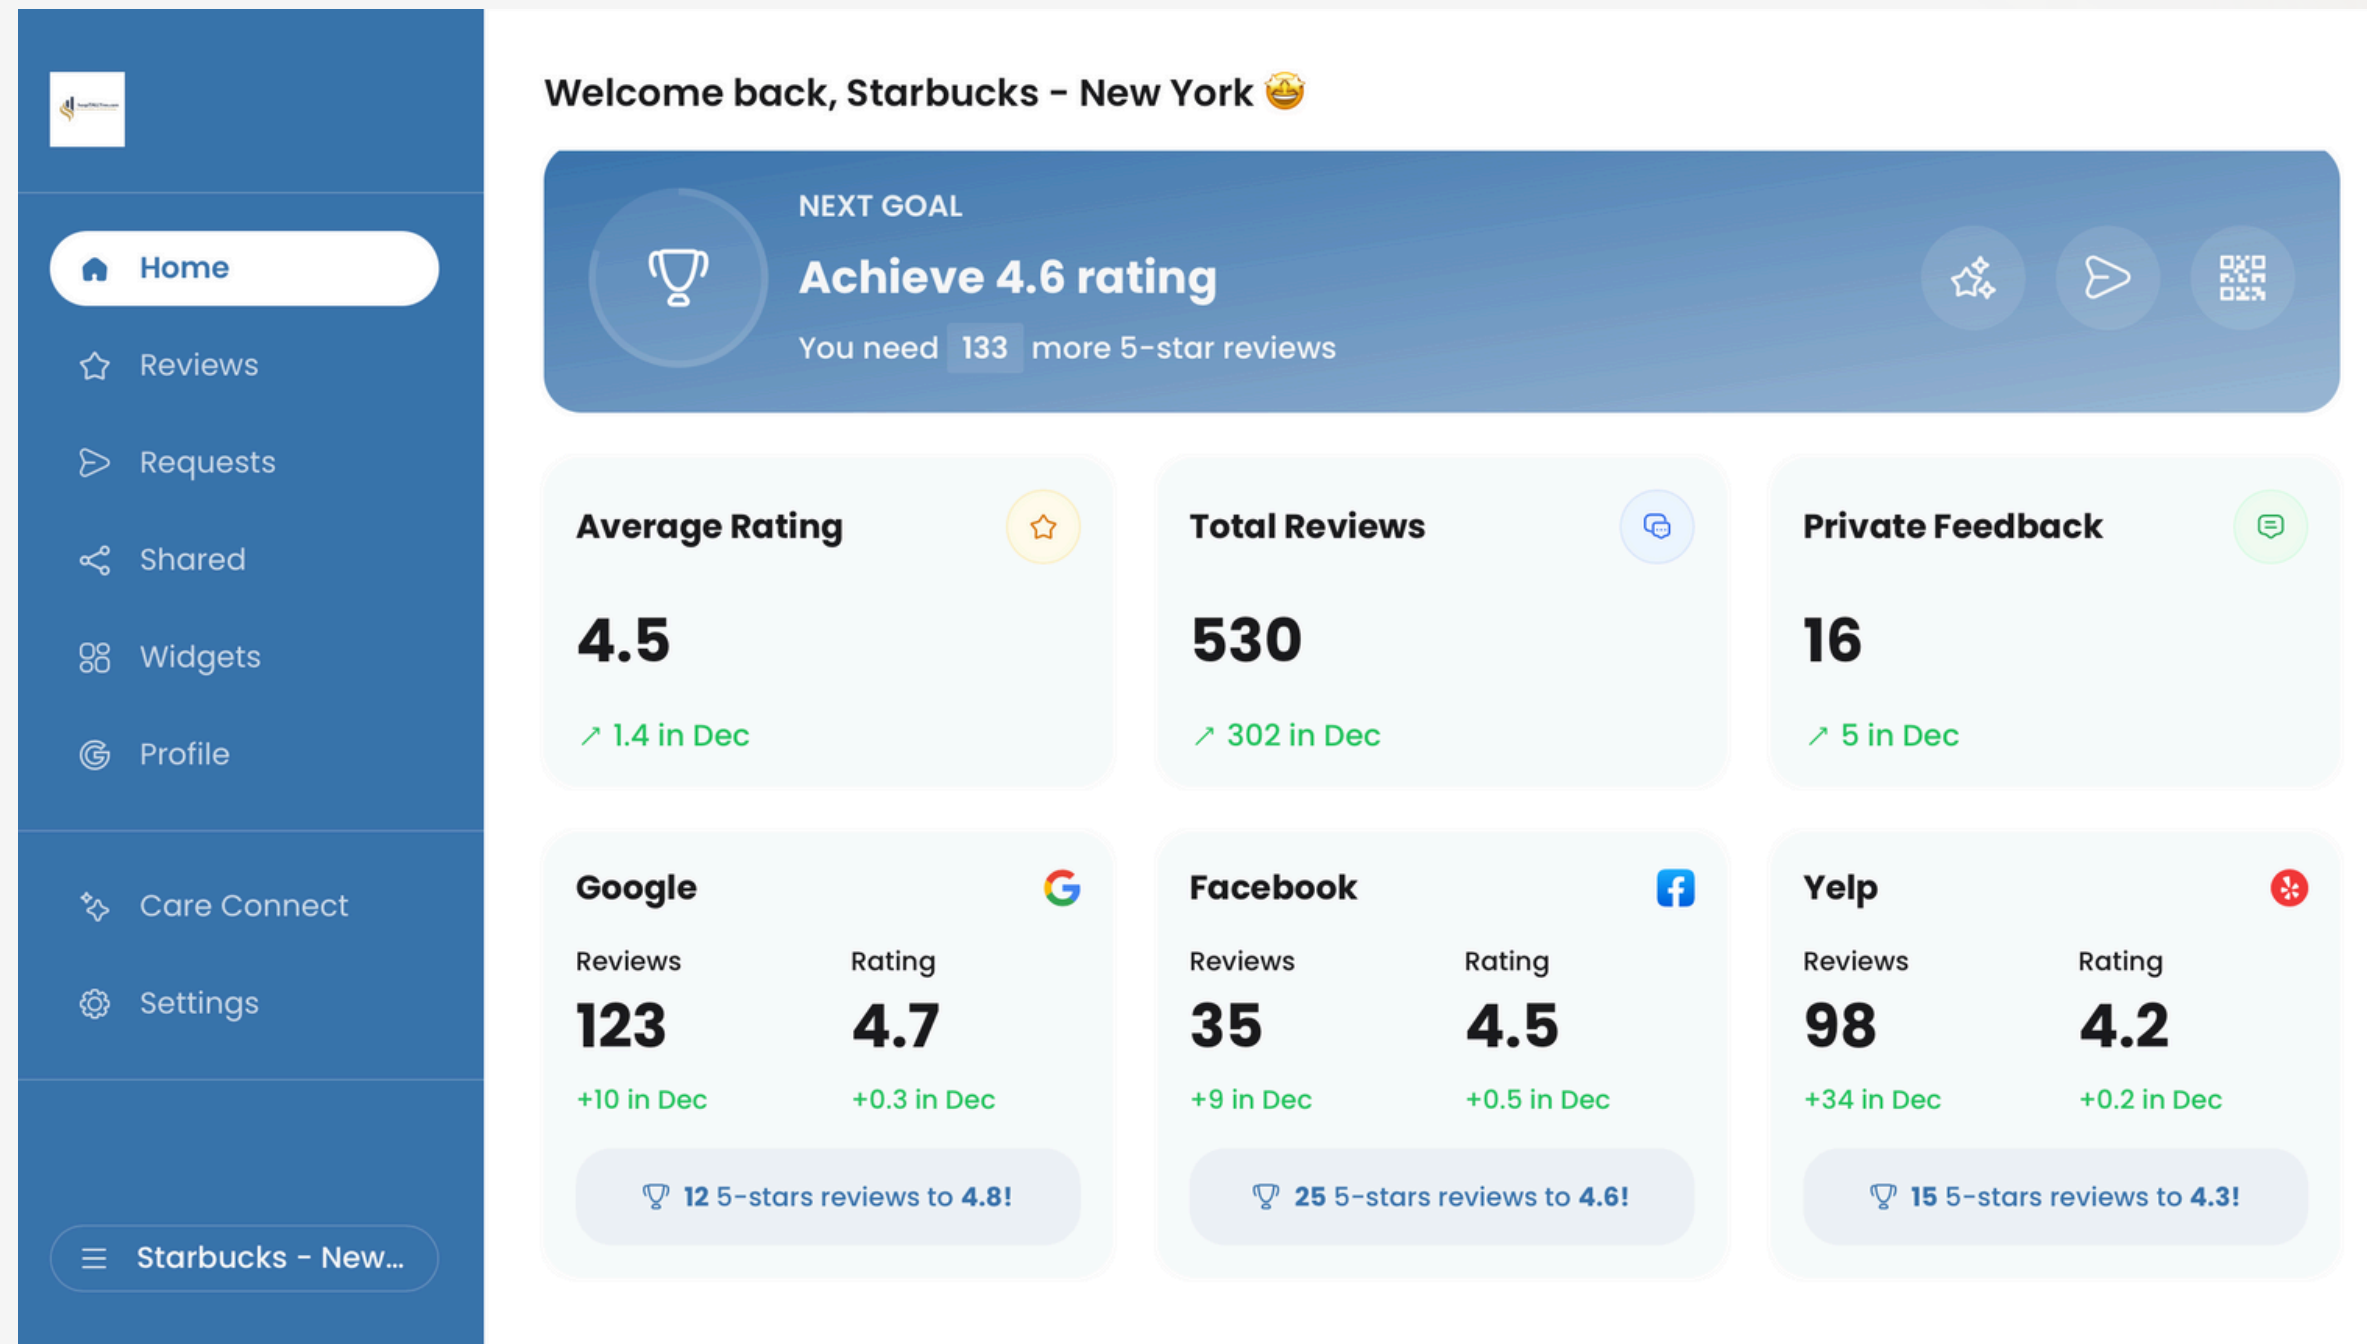 Home
Reviews
Requests
Shared
Widgets
Profile
Care Connect
Settings
Starbucks - New...
Welcome back, Starbucks - New York 🤩
NEXT GOAL
Achieve 4.6 rating
You need 133 more 5-star reviews
Average Rating
4.5
↗ 1.4 in Dec
Total Reviews
530
↗ 302 in Dec
Private Feedback
16
↗ 5 in Dec
Google
Reviews Rating
123 4.7
+10 in Dec +0.3 in Dec
12 5-stars reviews to 4.8!
Facebook
Reviews Rating
35 4.5
+9 in Dec +0.5 in Dec
25 5-stars reviews to 4.6!
Yelp
Reviews Rating
98 4.2
+34 in Dec +0.2 in Dec
15 5-stars reviews to 4.3!